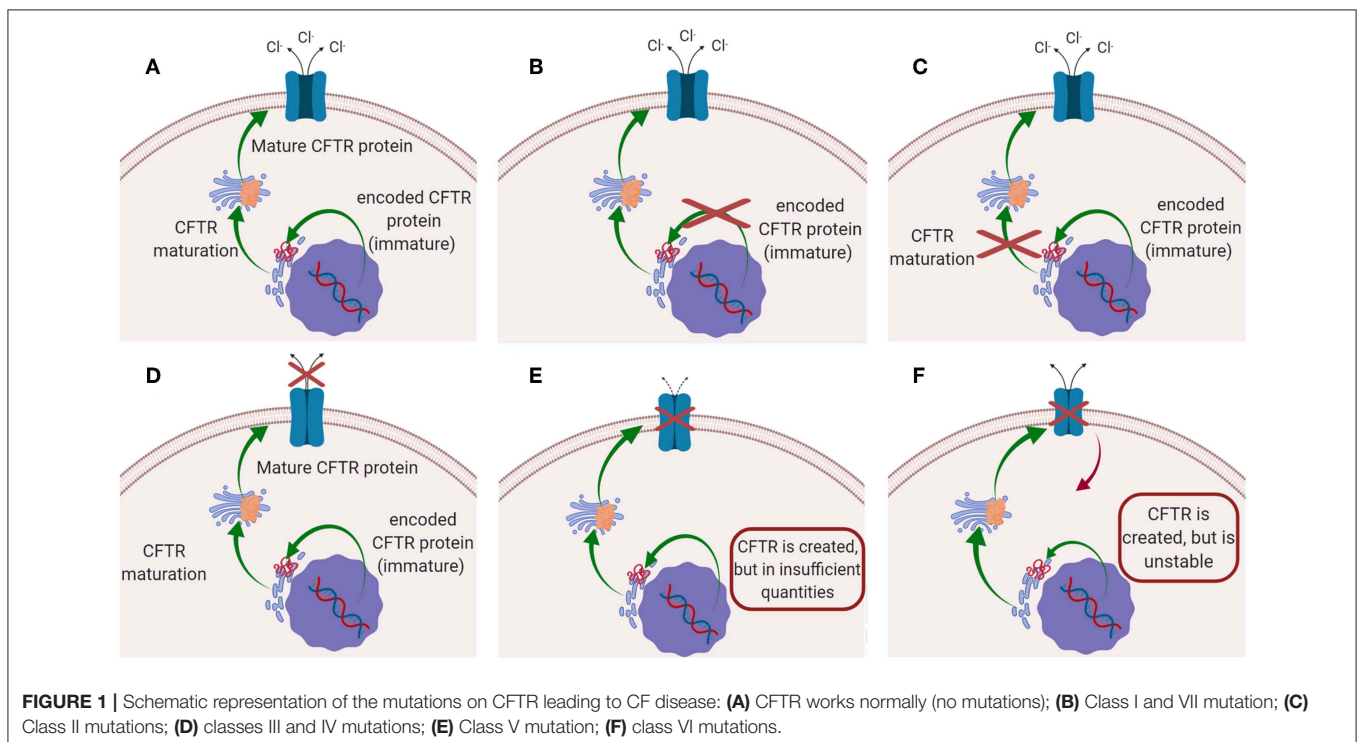 A
Cl-
Cl-
Cl-
Mature CFTR protein
encoded CFTR
protein
(immature)
CFTR
maturation
B
Cl-
Cl-
Cl-
encoded
CFTR protein
(immature)
C
Cl-
Cl-
Cl-
encoded
CFTR protein
(immature)
CFTR
maturation
D
Mature CFTR protein
encoded
CFTR protein
(immature)
CFTR
maturation
E
CFTR is created,
but in insufficient
quantities
F
CFTR is
created, but is
unstable
FIGURE 1 | Schematic representation of the mutations on CFTR leading to CF disease: (A) CFTR works normally (no mutations); (B) Class I and VII mutation; (C)
Class II mutations; (D) classes III and IV mutations; (E) Class V mutation; (F) class VI mutations.